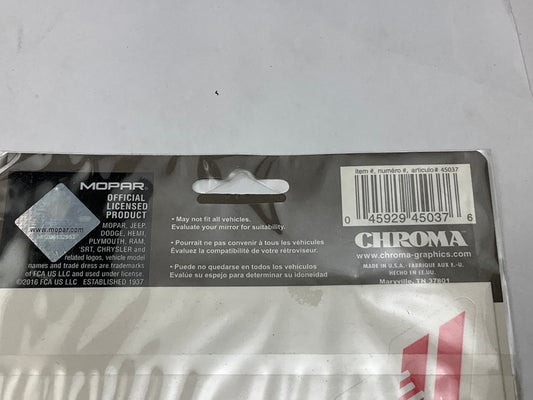 MOPAR
OFFICIAL
LICENSED
PRODUCT
MOPAR, JEEP,
DODGE, HEMI,
PLYMOUTH, RAM,
SRT, CHRYSLER and
related logos, vehicle model
names and trade dress are trademarks
of FCA US LLC and used under license.
©2016 FCA US LLC ESTABLISHED 1937
www.mopar.com
• May not fit all vehicles.
Evaluate your mirror for suitability.
• Pourrait ne pas convenir à tous les véhicules
Évaluez la compatibilité de votre rétroviseur.
• Puede no quedarse en todos los vehículos
Evalúe su espejo para determinar su idoneidad
item #, numéro #, artículo# 45037
0 45929 45037 6
CHROMA
www.chroma-graphics.com
MADE IN U.S.A. · FABRIQUE AUX E.-U.
HECHO EN EE.UU.
Maryville, TN 37801